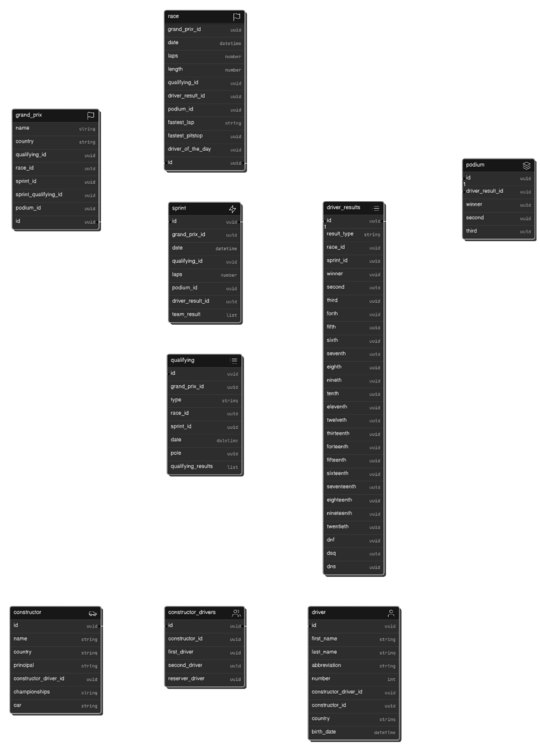 race
grand_prix_id uuid
date datetime
laps number
length number
qualifying_id uuid
driver_result_id uuid
podium_id uuid
fastest_lap string
fastest_pitstop uuid
driver_of_the_day uuid
id uuid
grand_prix
name string
country string
qualifying_id uuid
race_id uuid
sprint_id uuid
sprint_qualifying_id uuid
podium_id uuid
id uuid
podium
id uuid
1
driver_result_id uuid
winner uuid
second uuid
third uuid
sprint
id uuid
grand_prix_id uuid
date datetime
qualifying_id uuid
laps number
podium_id uuid
driver_result_id uuid
team_result list
driver_results
id uuid
1
result_type string
race_id uuid
sprint_id uuid
winner uuid
second uuid
third uuid
forth uuid
fifth uuid
sixth uuid
seventh uuid
eighth uuid
nineth uuid
tenth uuid
eleventh uuid
twelveth uuid
thirteenth uuid
forteenth uuid
fifteenth uuid
sixteenth uuid
seventeenth uuid
eighteenth uuid
nineteenth uuid
twentieth uuid
dnf uuid
dsq uuid
dns uuid
qualifying
id uuid
grand_prix_id uuid
type string
race_id uuid
sprint_id uuid
date datetime
pole uuid
qualifying_results list
constructor
id uuid
name string
country string
principal string
constructor_driver_id uuid
championships string
car string
constructor_drivers
id uuid
constructor_id uuid
first_driver uuid
second_driver uuid
reserver_driver uuid
driver
id uuid
first_name string
last_name string
abbreviation string
number int
constructor_driver_id uuid
constructor_id uuid
country string
birth_date datetime